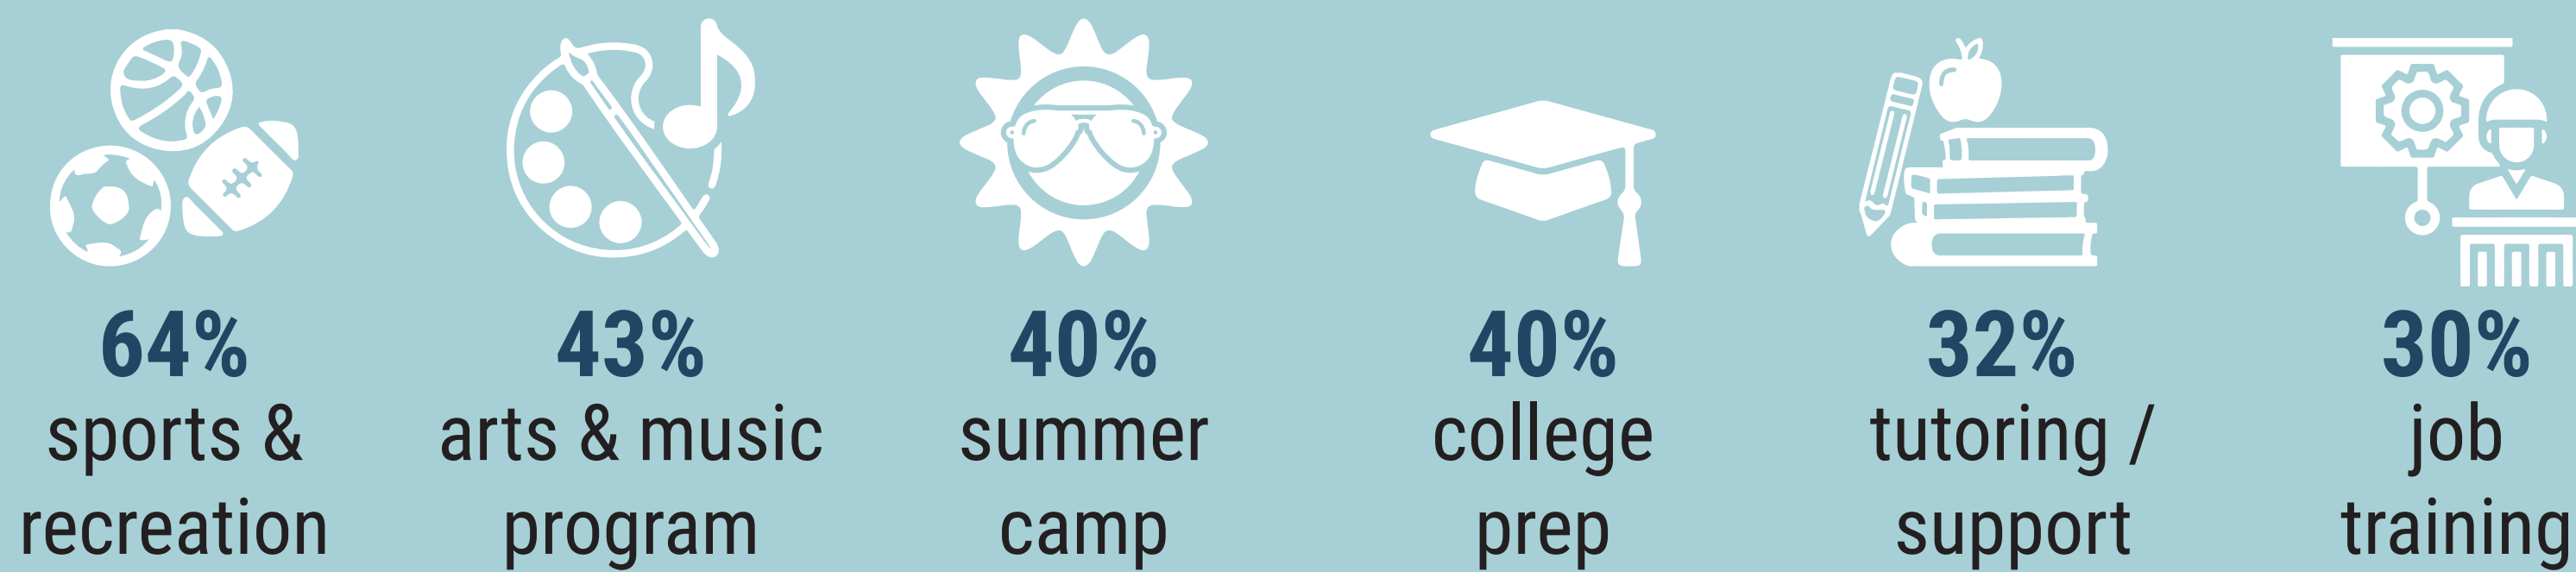 64%
sports &
recreation
43%
arts & music
program
40%
summer
camp
40%
college
prep
32%
tutoring /
support
30%
job
training